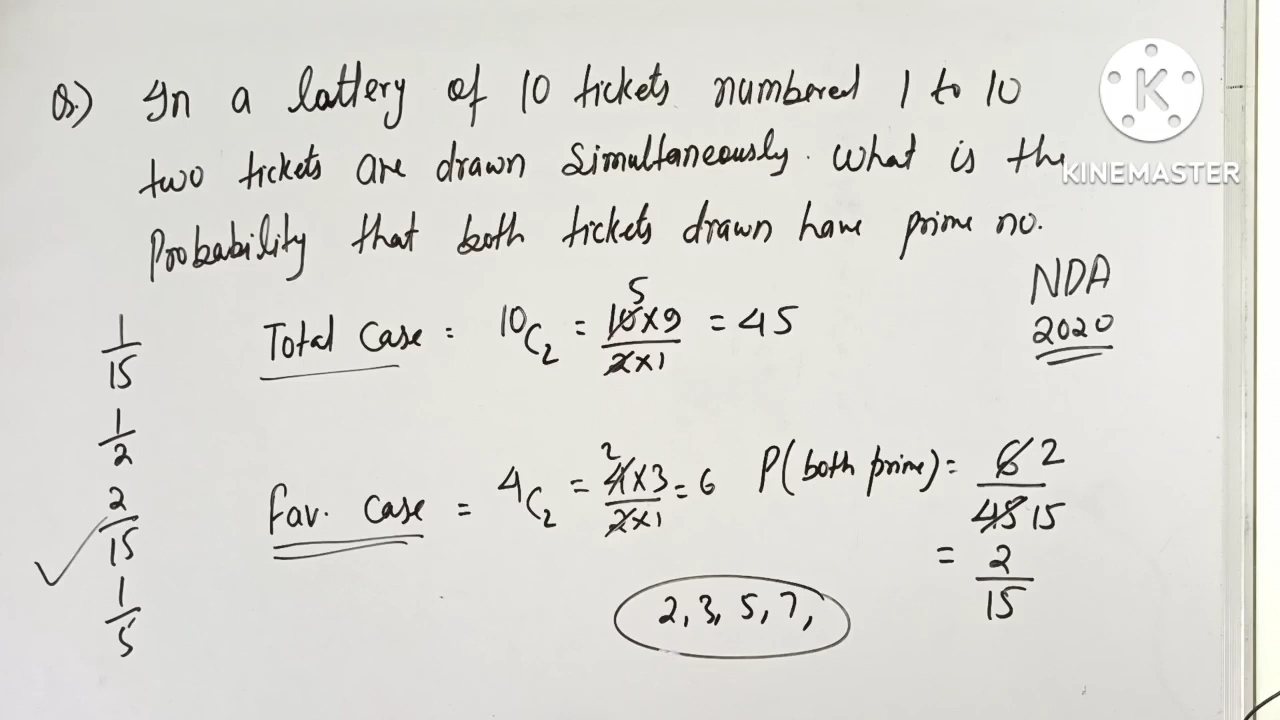 Q.) In a lottery of 10 tickets numbered 1 to 10
two tickets are drawn simultaneously. What is the
Probability that both tickets drawn have prime no.
NDA
2020
Total Case = ¹⁰C₂ = 10×9/2×1 = 45
5
Fav. Case = ⁴C₂ = 4×3/2×1 = 6
2
P(both prime) = 6/45 2/15
= 2/15
2, 3, 5, 7,
1/15
1/2
2/15
1/5
K
KINEMASTER